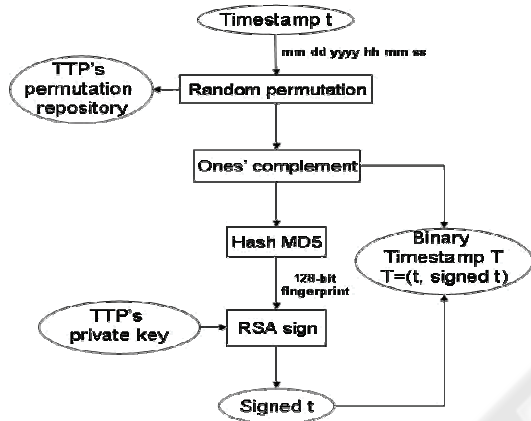 Timestamp t
mm dd yyyy hh mm ss
TTP's
permutation
repository
Random permutation
Ones' complement
Hash MD5
Binary
Timestamp T
T=(t, signed t)
128-bit
fingerprint
TTP's
private key
RSA sign
Signed t